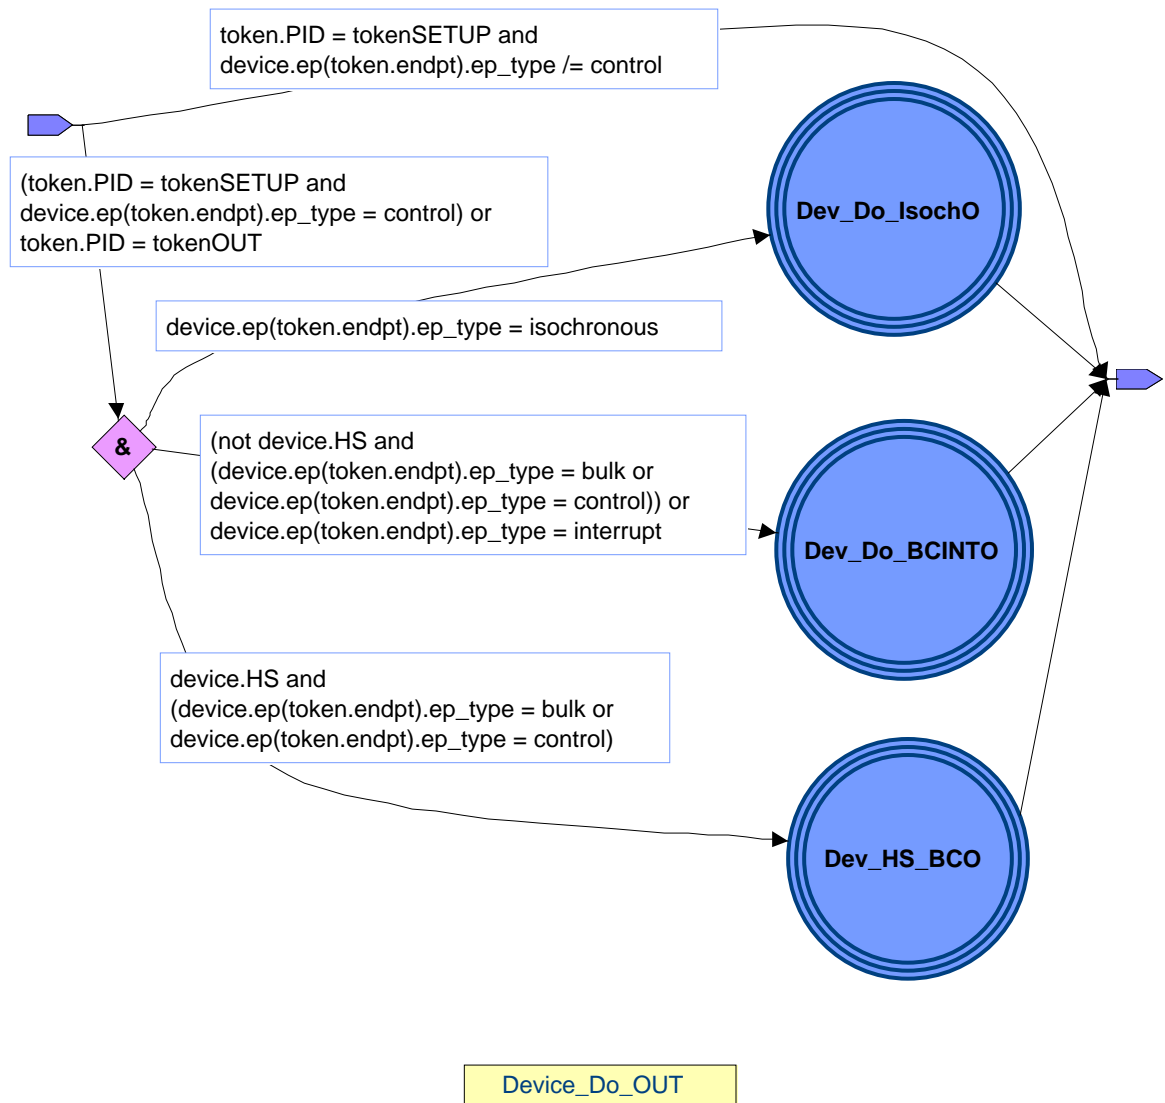 token.PID = tokenSETUP and
device.ep(token.endpt).ep_type /= control
(token.PID = tokenSETUP and
device.ep(token.endpt).ep_type = control) or
token.PID = tokenOUT
Dev_Do_IsochO
device.ep(token.endpt).ep_type = isochronous
&
(not device.HS and
(device.ep(token.endpt).ep_type = bulk or
device.ep(token.endpt).ep_type = control)) or
device.ep(token.endpt).ep_type = interrupt
Dev_Do_BCINTO
device.HS and
(device.ep(token.endpt).ep_type = bulk or
device.ep(token.endpt).ep_type = control)
Dev_HS_BCO
Device_Do_OUT